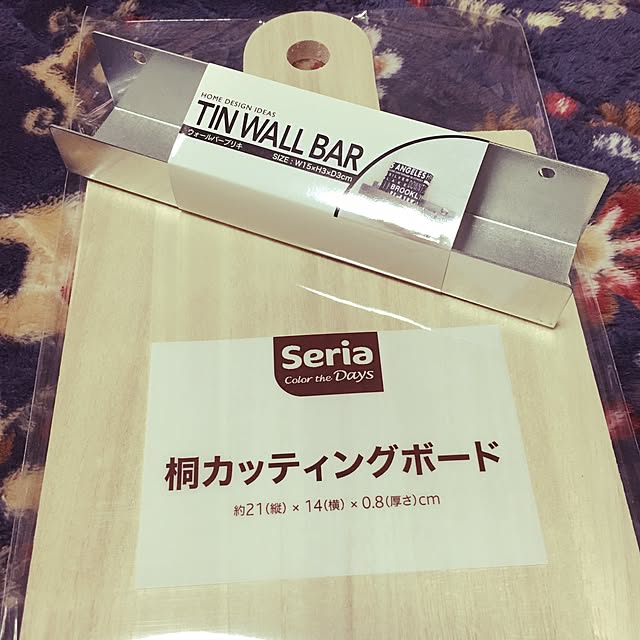 HOME DESIGN IDEAS
TIN WALL BAR
ウォールバーブリキ
SIZE：W15×H3×D3cm
ANGELES
BROOKL
Seria
Color the Days
桐カッティングボード
約21(縦) × 14(横) × 0.8(厚さ)cm